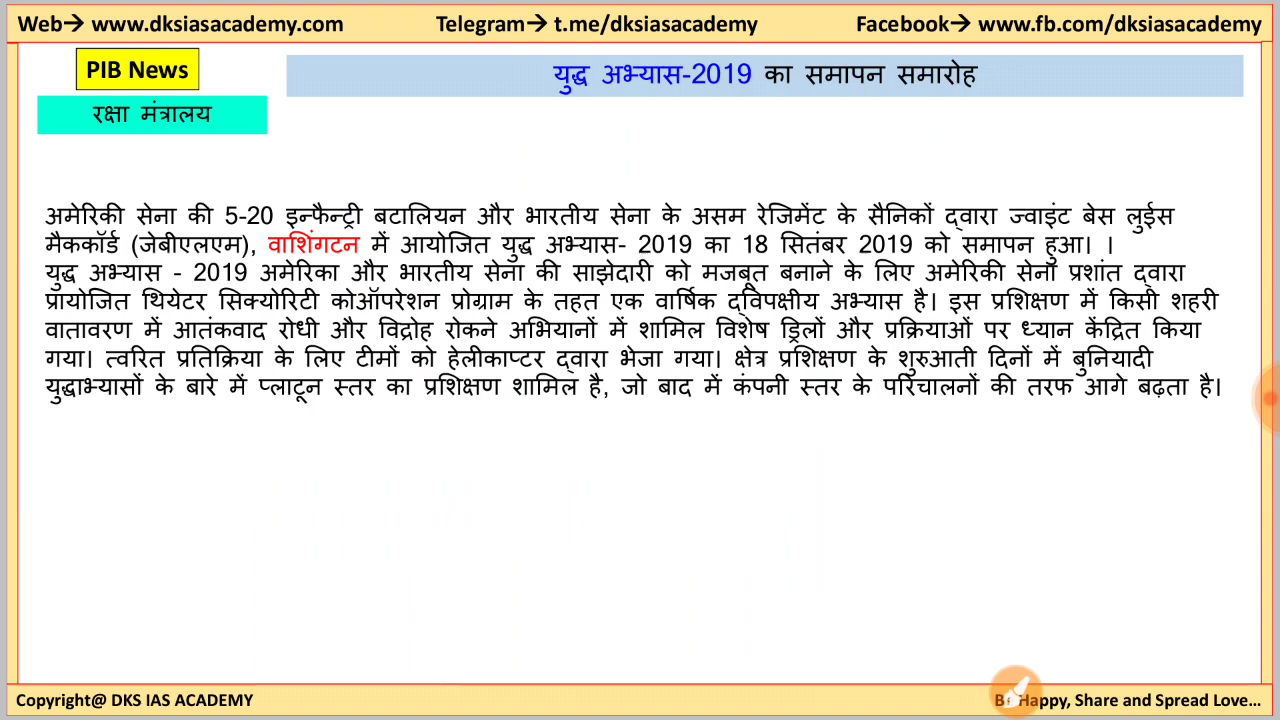 Web→ www.dksiasacademy.com Telegram→ t.me/dksiasacademy Facebook→ www.fb.com/dksiasacademy
PIB News
युद्ध अभ्यास-2019 का समापन समारोह
रक्षा मंत्रालय
अमेरिकी सेना की 5-20 इन्फैन्ट्री बटालियन और भारतीय सेना के असम रेजिमेंट के सैनिकों द्वारा ज्वाइंट बेस लुईस
मैककॉर्ड (जेबीएलएम), वाशिंगटन में आयोजित युद्ध अभ्यास- 2019 का 18 सितंबर 2019 को समापन हुआ। ।
युद्ध अभ्यास - 2019 अमेरिका और भारतीय सेना की साझेदारी को मजबूत बनाने के लिए अमेरिकी सेना प्रशांत द्वारा
प्रायोजित थियेटर सिक्योरिटी कोऑपरेशन प्रोग्राम के तहत एक वार्षिक द्विपक्षीय अभ्यास है। इस प्रशिक्षण में किसी शहरी
वातावरण में आतंकवाद रोधी और विद्रोह रोकने अभियानों में शामिल विशेष ड्रिलों और प्रक्रियाओं पर ध्यान केंद्रित किया
गया। त्वरित प्रतिक्रिया के लिए टीमों को हेलीकाप्टर द्वारा भेजा गया। क्षेत्र प्रशिक्षण के शुरुआती दिनों में बुनियादी
युद्धाभ्यासों के बारे में प्लाटून स्तर का प्रशिक्षण शामिल है, जो बाद में कंपनी स्तर के परिचालनों की तरफ आगे बढ़ता है।
Copyright@ DKS IAS ACADEMY Be Happy, Share and Spread Love...